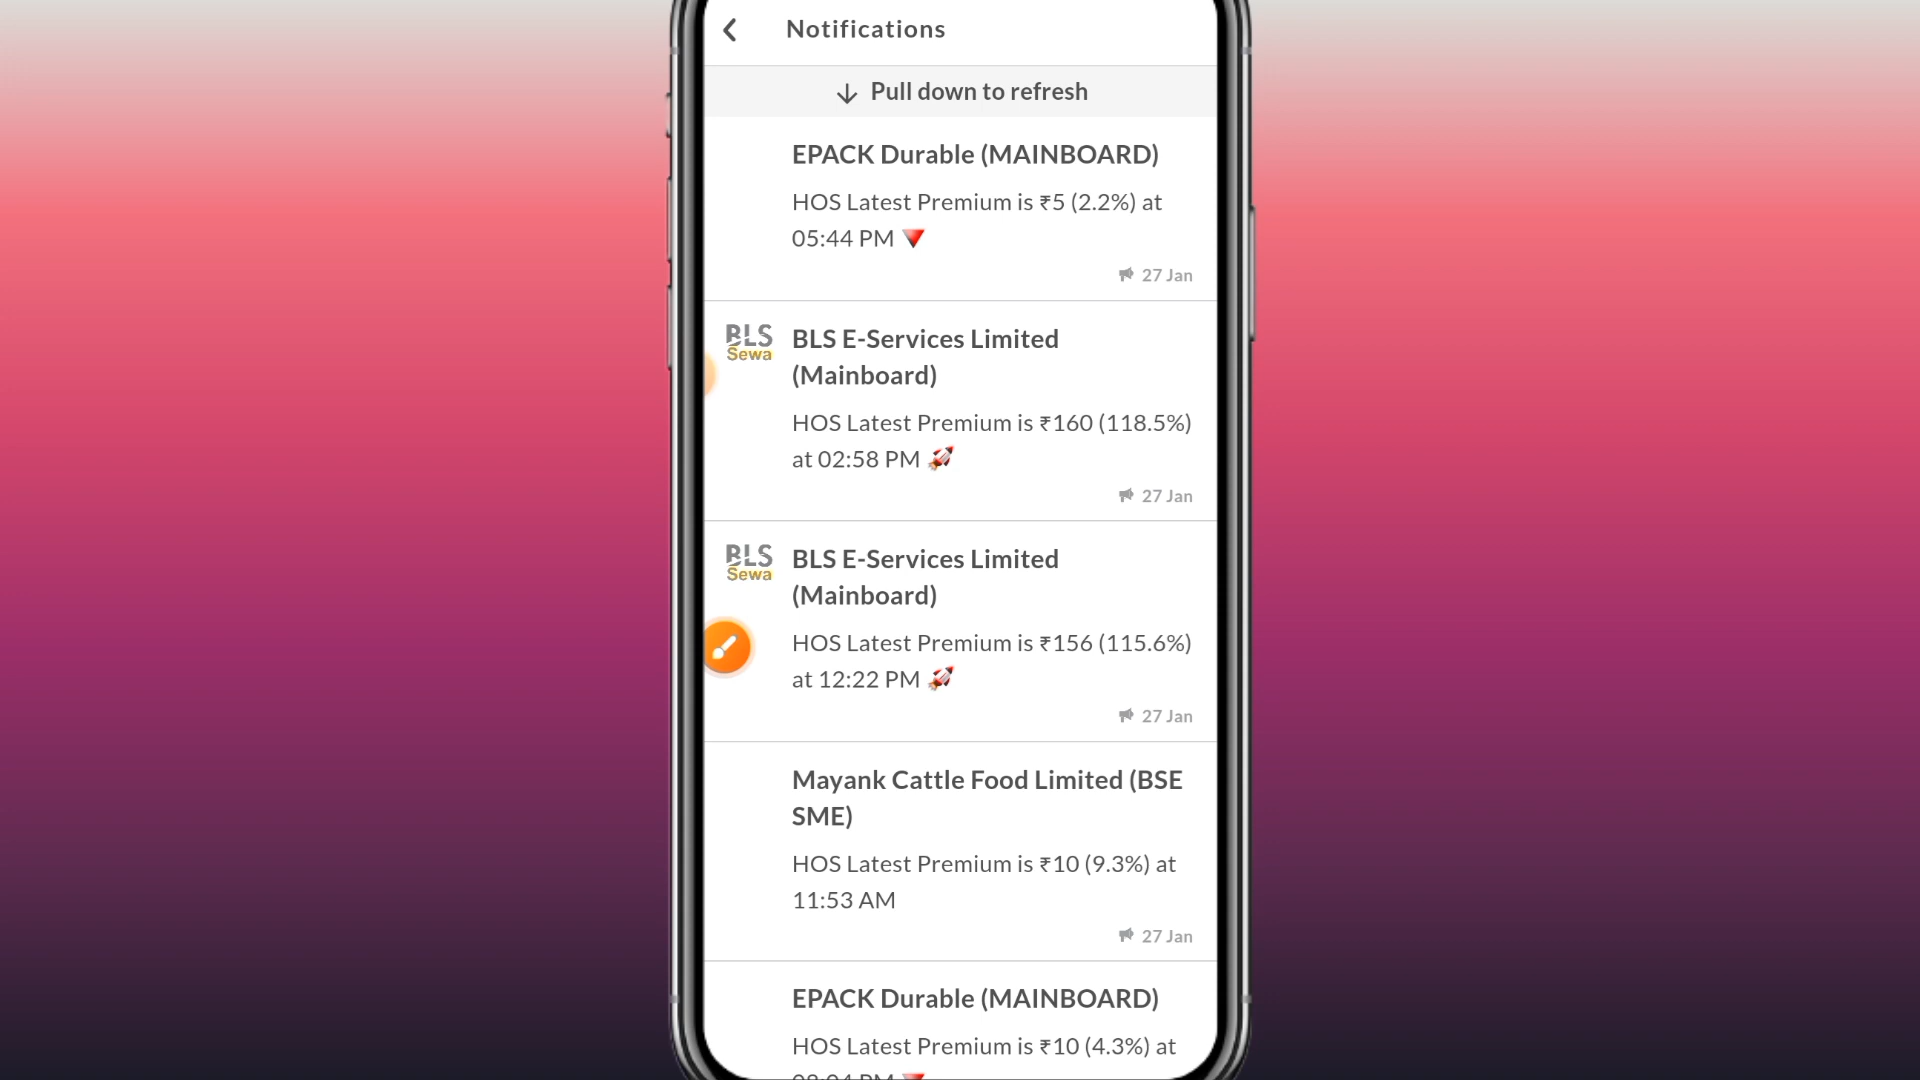 Notifications
Pull down to refresh
EPACK Durable (MAINBOARD)
HOS Latest Premium is ₹5 (2.2%) at
05:44 PM
27 Jan
BLS
Sewa
BLS E-Services Limited
(Mainboard)
HOS Latest Premium is ₹160 (118.5%)
at 02:58 PM 🚀
27 Jan
BLS
Sewa
BLS E-Services Limited
(Mainboard)
HOS Latest Premium is ₹156 (115.6%)
at 12:22 PM 🚀
27 Jan
Mayank Cattle Food Limited (BSE
SME)
HOS Latest Premium is ₹10 (9.3%) at
11:53 AM
27 Jan
EPACK Durable (MAINBOARD)
HOS Latest Premium is ₹10 (4.3%) at